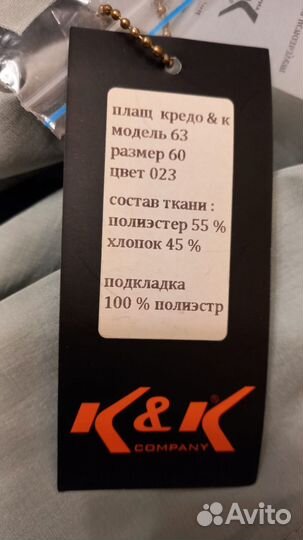 плащ кредо & к
модель 63
размер 60
цвет 023
состав ткани :
полиэстер 55 %
хлопок 45 %
подкладка
100 % полиэстр
K & K ®
COMPANY
Avito